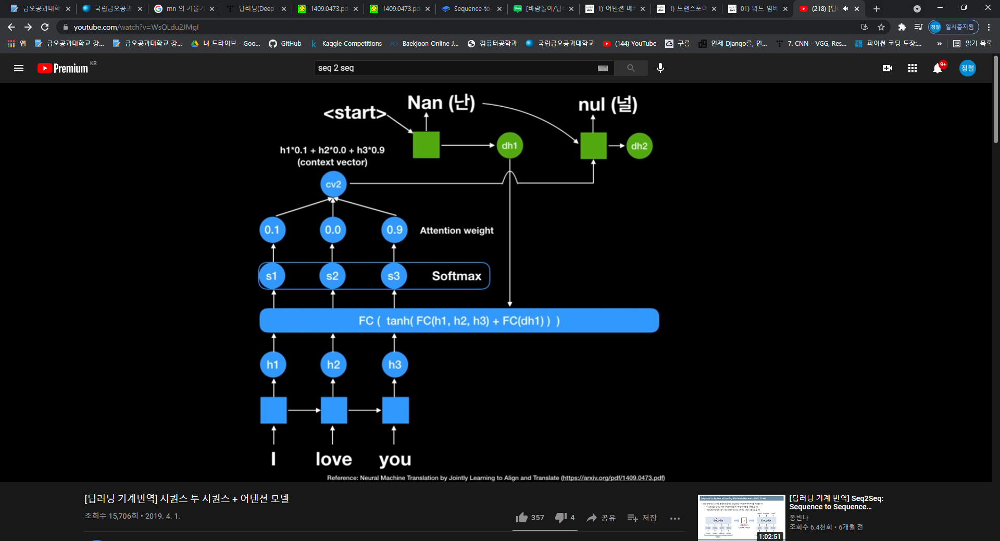 금오공과대학
국립금오공과
rnn 의 기울기
딥러닝(Deep
1409.0473.pd
1409.0473.pd
Sequence-to-
[바람돌이/딥
1) 어텐션 메
1) 트랜스포머
01) 워드 임베
(218) [딥
youtube.com/watch?v=WsQLdu2JMgI
정철 일시중지됨
앱
금오공과대학교 강...
금오공과대학교 강...
내 드라이브 - Goo...
GitHub
Kaggle Competitions
Baekjoon Online J...
컴퓨터공학과
국립금오공과대학교
(144) YouTube
구름
언제 Django를, 언...
7. CNN - VGG, Res...
파이썬 코딩 도장:...
»
읽기 목록
Premium KR
seq 2 seq
9+
정철
<start>
Nan (난)
nul (널)
dh1
dh2
h1*0.1 + h2*0.0 + h3*0.9
(context vector)
cv2
0.1 0.0 0.9 Attention weight
s1 s2 s3 Softmax
FC ( tanh( FC(h1, h2, h3) + FC(dh1) ) )
h1 h2 h3
I love you
Reference: Neural Machine Translation by Jointly Learning to Align and Translate (https://arxiv.org/pdf/1409.0473.pdf)
[딥러닝 기계번역] 시퀀스 투 시퀀스 + 어텐션 모델
조회수 15,706회 • 2019. 4. 1.
357
4
공유
저장
Sequence to Sequence Learning with Neural Networks (NIPS 2014)
Encoder
Decoder
context vector
1:02:51
[딥러닝 기계 번역] Seq2Seq:
Sequence to Sequence...
동빈나
조회수 6.4천회 • 6개월 전